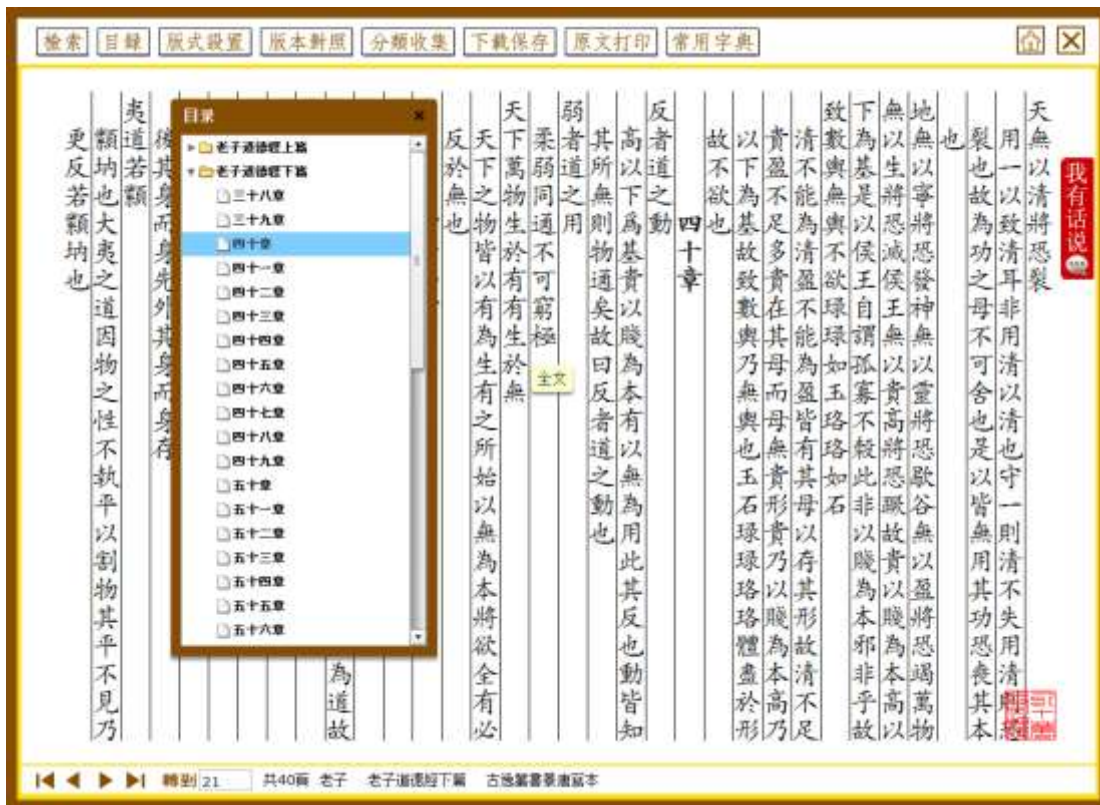 檢索 目録 版式設置 版本對照 分類收集 下載保存 原文打印 常用字典
天無以清將恐裂
用一以致清耳非用清以清也守一則清不失用清則恐
裂也故為功之母不可舍也是以皆無用其功恐喪其本
也
地無以寧將恐發神無以靈將恐歇谷無以盈將恐竭萬物
無以生將恐滅侯王無以貴高將恐蹶故貴以賤為本高以
下為基是以侯王自謂孤寡不穀此非以賤為本邪非乎故
致數輿無輿不欲琭琭如玉珞珞如石
清不能為清盈不能為盈皆有其母以存其形故清不足
貴盈不足多貴在其母而母無貴形貴乃以賤為本高乃
以下為基故致數輿乃無輿也玉石琭琭珞珞體盡於形
故不欲也
四十章
反者道之動
高以下爲基貴以賤為本有以無為用此其反也動皆知
其所無則物通矣故曰反者道之動也
弱者道之用
柔弱同通不可窮極
天下萬物生於有有生於無
天下之物皆以有為生有之所始以無為本將欲全有必
反於無也
為道故
後其身而身先外其身而身存
夷道若纇
纇坳也大夷之道因物之性不執平以割物其平不見乃
更反若纇坳也
我有话说
全文
目录
老子道德經上篇
老子道德經下篇
三十八章
三十九章
四十章
四十一章
四十二章
四十三章
四十四章
四十五章
四十六章
四十七章
四十八章
四十九章
五十章
五十一章
五十二章
五十三章
五十四章
五十五章
五十六章
轉到 21 共40頁 老子 老子道德經下篇 古逸叢書景唐寫本